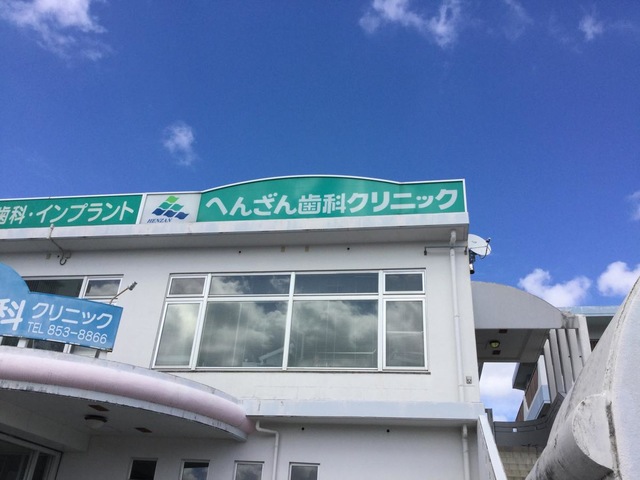 歯科・インプラント
HENZAN
へんざん歯科クリニック
科 クリニック
TEL 853-8866